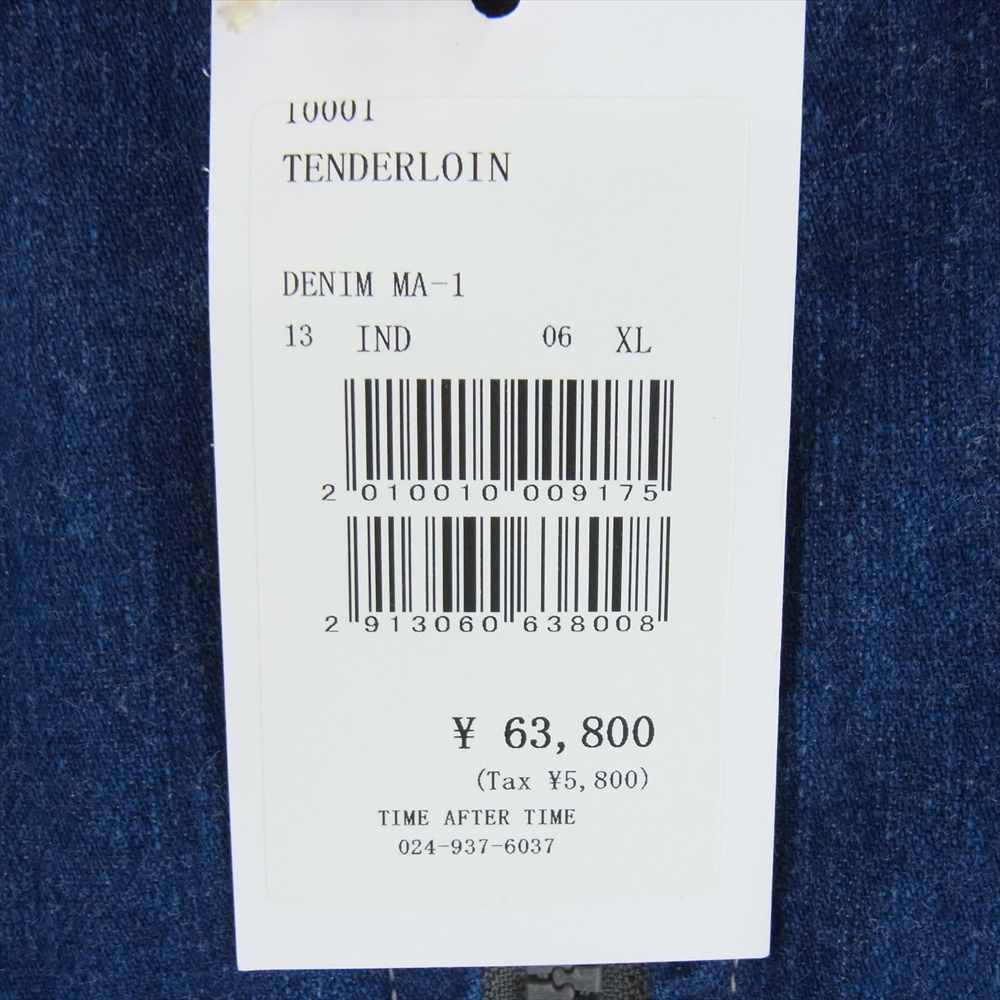 10001
TENDERLOIN
DENIM MA-1
13 IND 06 XL
2 010010 009175
2 913060 638008
¥ 63,800
(Tax ¥5,800)
TIME AFTER TIME
024-937-6037